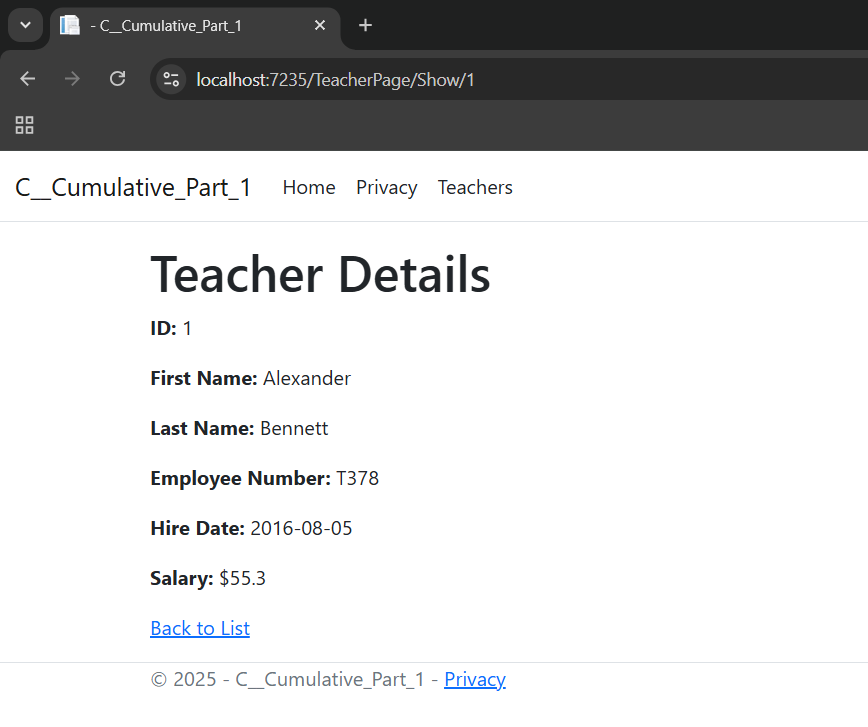 - C__Cumulative_Part_1
localhost:7235/TeacherPage/Show/1
C__Cumulative_Part_1 Home Privacy Teachers
Teacher Details
ID: 1
First Name: Alexander
Last Name: Bennett
Employee Number: T378
Hire Date: 2016-08-05
Salary: $55.3
Back to List
© 2025 - C__Cumulative_Part_1 - Privacy